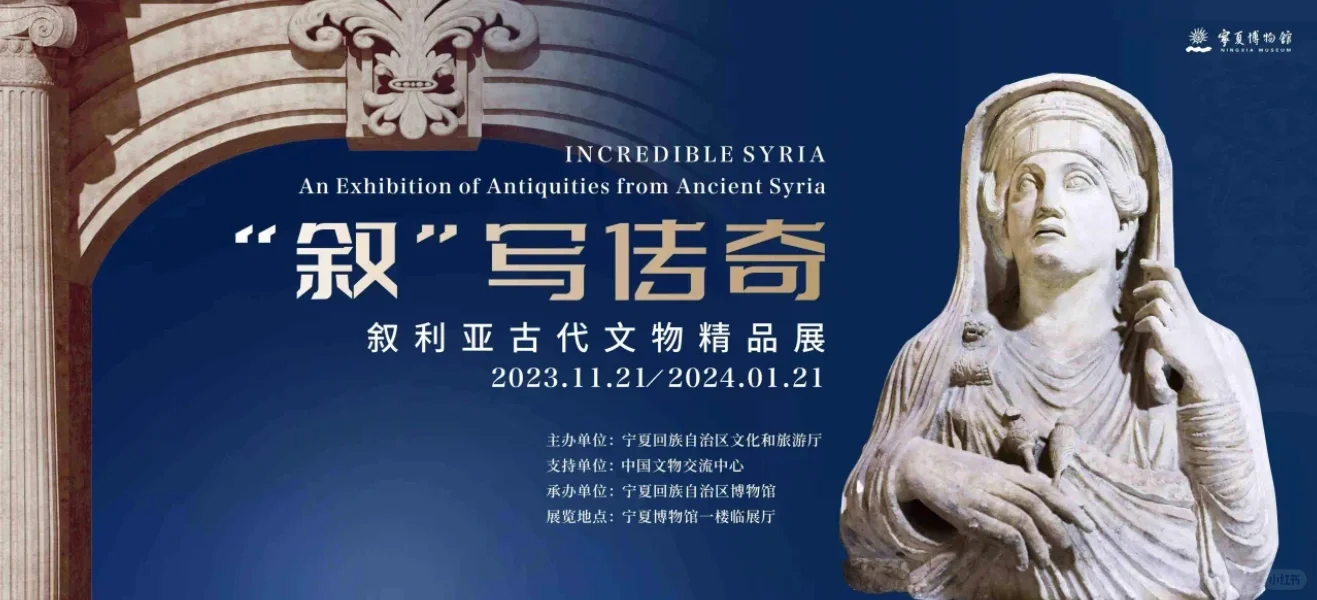 寧夏博物館
NINGXIA MUSEUM
INCREDIBLE SYRIA
An Exhibition of Antiquities from Ancient Syria
“叙”写传奇
叙利亚古代文物精品展
2023.11.21/2024.01.21
主办单位：宁夏回族自治区文化和旅游厅
支持单位：中国文物交流中心
承办单位：宁夏回族自治区博物馆
展览地点：宁夏博物馆一楼临展厅
小红书